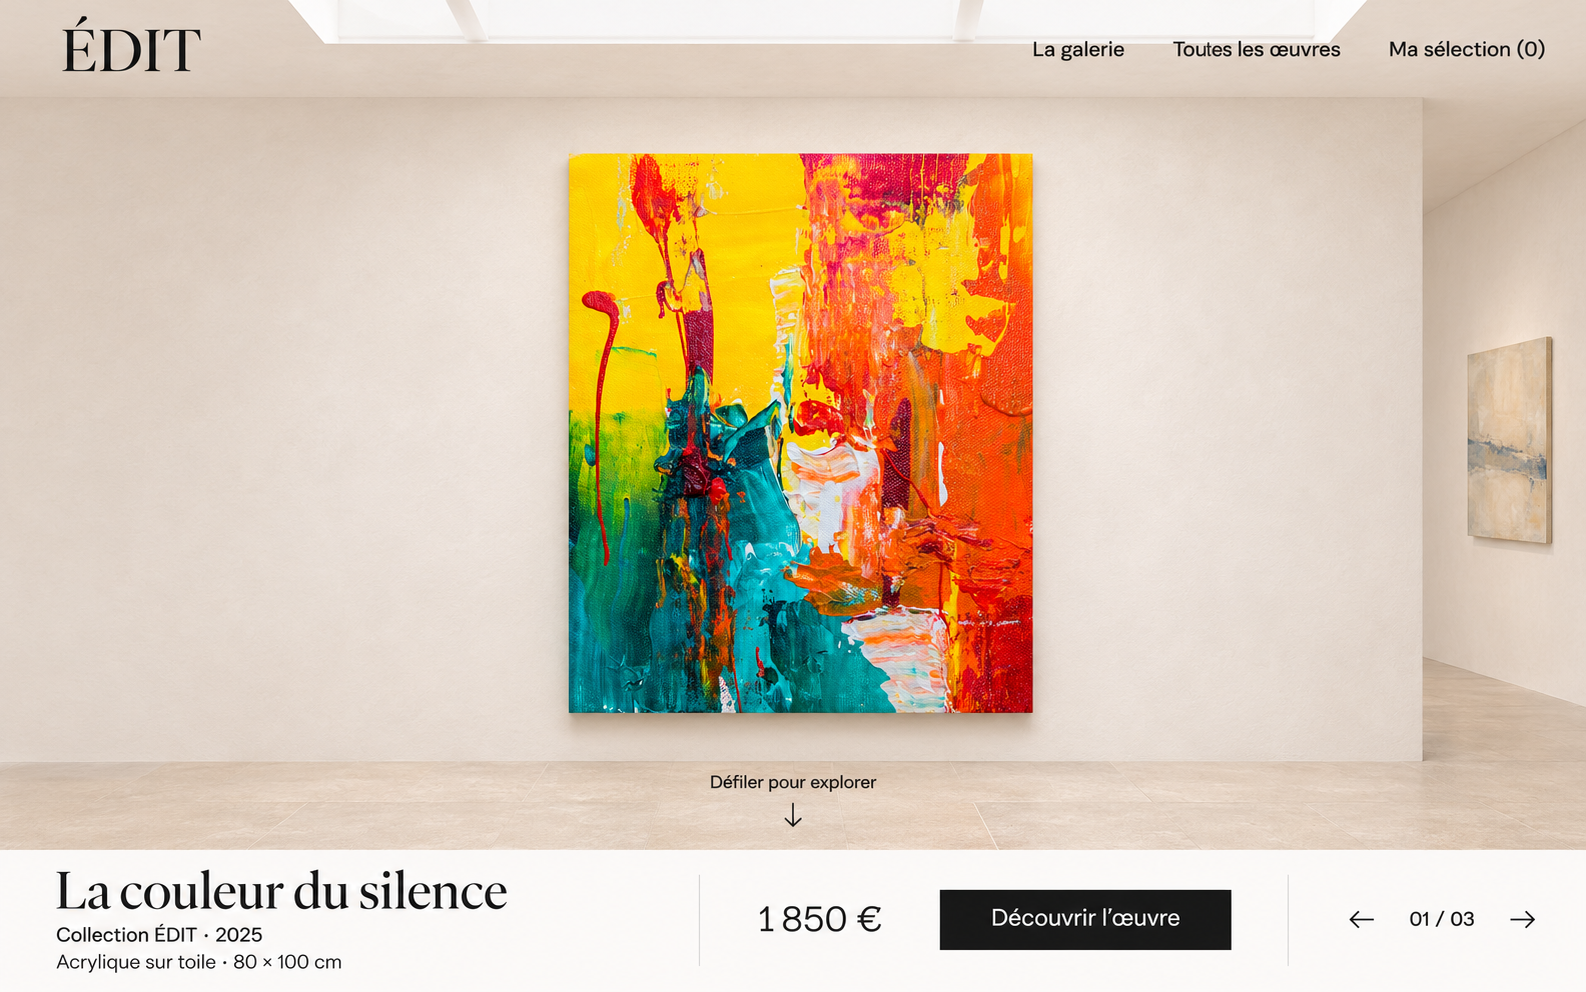 ÉDIT
La galerie
Toutes les œuvres
Ma sélection (0)
Défiler pour explorer
↓
La couleur du silence
Collection ÉDIT · 2025
Acrylique sur toile · 80 × 100 cm
1 850 €
Découvrir l’œuvre
← 01 / 03 →